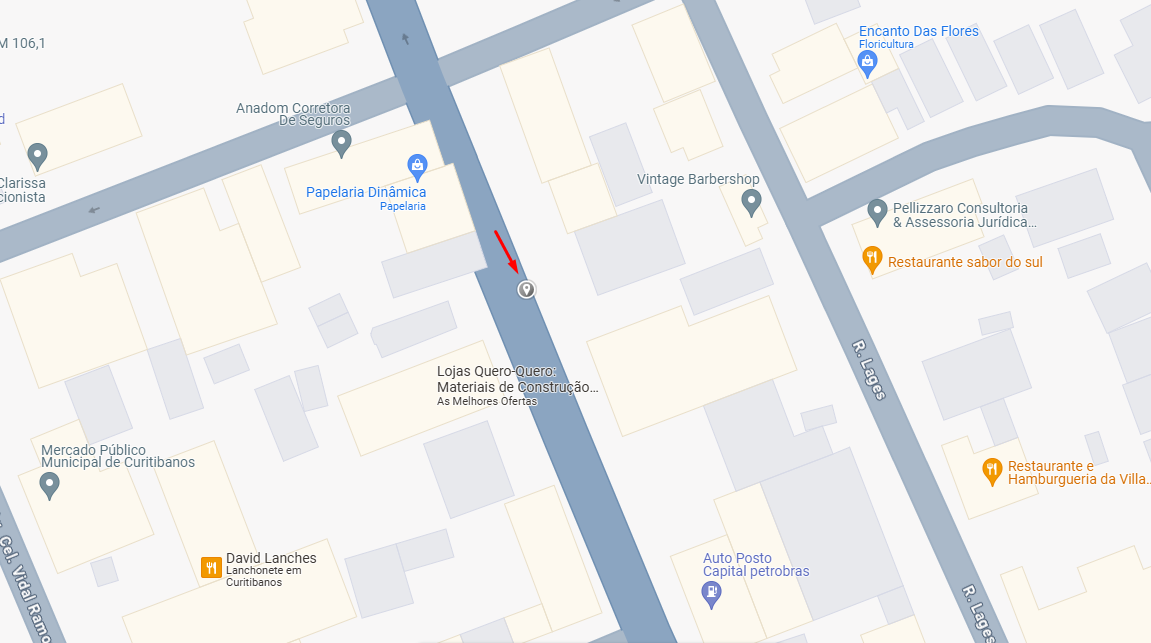 M 106,1
Encanto Das Flores
Floricultura
Anadom Corretora
De Seguros
d
Clarissa
cionista
Papelaria Dinâmica
Papelaria
Vintage Barbershop
Pellizzaro Consultoria
& Assessoria Jurídica...
Restaurante sabor do sul
R. Lages
Lojas Quero-Quero:
Materiais de Construção...
As Melhores Ofertas
Mercado Público
Municipal de Curitibanos
Restaurante e
Hamburgueria da Villa...
Cel. Vidal Ramo
David Lanches
Lanchonete em
Curitibanos
Auto Posto
Capital petrobras
R. Lages